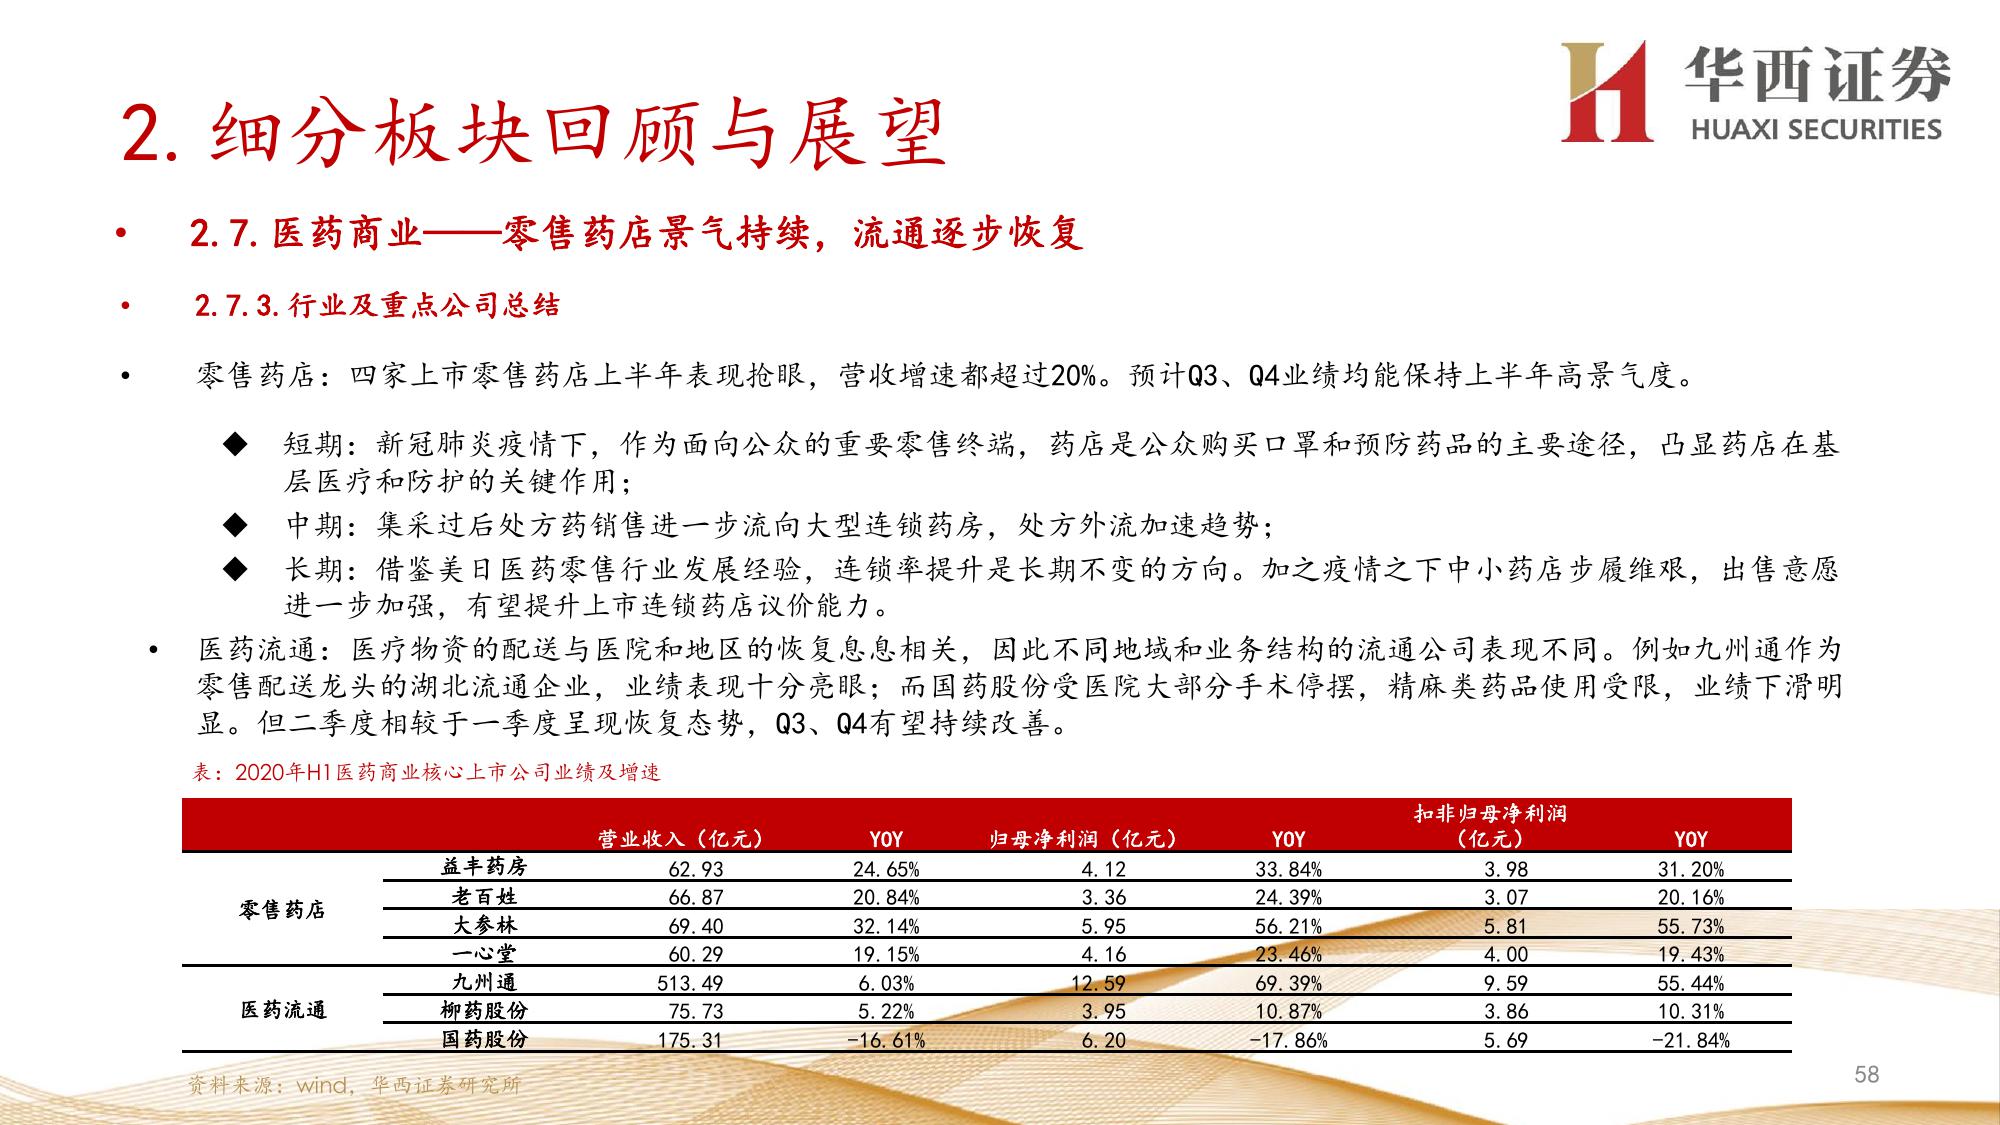 华西证券
HUAXI SECURITIES
2. 细分板块回顾与展望
• 2.7. 医药商业——零售药店景气持续，流通逐步恢复
• 2.7.3. 行业及重点公司总结
• 零售药店：四家上市零售药店上半年表现抢眼，营收增速都超过20%。预计Q3、Q4业绩均能保持上半年高景气度。
◆ 短期：新冠肺炎疫情下，作为面向公众的重要零售终端，药店是公众购买口罩和预防药品的主要途径，凸显药店在基
层医疗和防护的关键作用；
◆ 中期：集采过后处方药销售进一步流向大型连锁药房，处方外流加速趋势；
◆ 长期：借鉴美日医药零售行业发展经验，连锁率提升是长期不变的方向。加之疫情之下中小药店步履维艰，出售意愿
进一步加强，有望提升上市连锁药店议价能力。
• 医药流通：医疗物资的配送与医院和地区的恢复息息相关，因此不同地域和业务结构的流通公司表现不同。例如九州通作为
零售配送龙头的湖北流通企业，业绩表现十分亮眼；而国药股份受医院大部分手术停摆，精麻类药品使用受限，业绩下滑明
显。但二季度相较于一季度呈现恢复态势，Q3、Q4有望持续改善。
表：2020年H1医药商业核心上市公司业绩及增速
营业收入（亿元） YOY 归母净利润（亿元） YOY 扣非归母净利润（亿元） YOY
零售药店
益丰药房 62.93 24.65% 4.12 33.84% 3.98 31.20%
老百姓 66.87 20.84% 3.36 24.39% 3.07 20.16%
大参林 69.40 32.14% 5.95 56.21% 5.81 55.73%
一心堂 60.29 19.15% 4.16 23.46% 4.00 19.43%
医药流通
九州通 513.49 6.03% 12.59 69.39% 9.59 55.44%
柳药股份 75.73 5.22% 3.95 10.87% 3.86 10.31%
国药股份 175.31 -16.61% 6.20 -17.86% 5.69 -21.84%
资料来源：wind，华西证券研究所
58